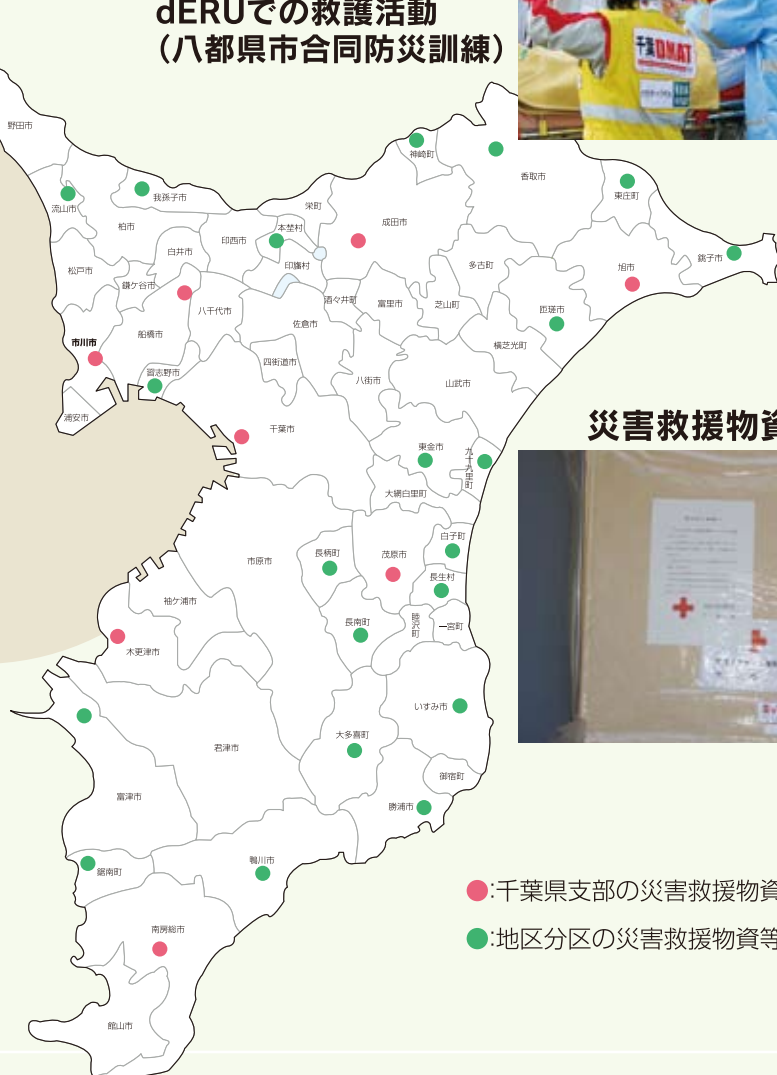 dERUでの救護活動
（八都県市合同防災訓練）
千葉DMAT
野田市
神崎町
香取市
東庄町
流山市
我孫子市
栄町
成田市
柏市
印西市
本埜村
白井市
印旛村
多古町
旭市
銚子市
松戸市
鎌ケ谷市
酒々井町
富里市
芝山町
匝瑳市
八千代市
佐倉市
市川市
船橋市
横芝光町
習志野市
四街道市
八街市
山武市
浦安市
千葉市
東金市
九十九里町
災害救援物資
大網白里町
白子町
市原市
長柄町
茂原市
長生村
袖ケ浦市
長南町
睦沢町
一宮町
木更津市
いすみ市
君津市
大多喜町
御宿町
富津市
勝浦市
鋸南町
鴨川市
：千葉県支部の災害救援物資
南房総市
：地区分区の災害救援物資等
館山市